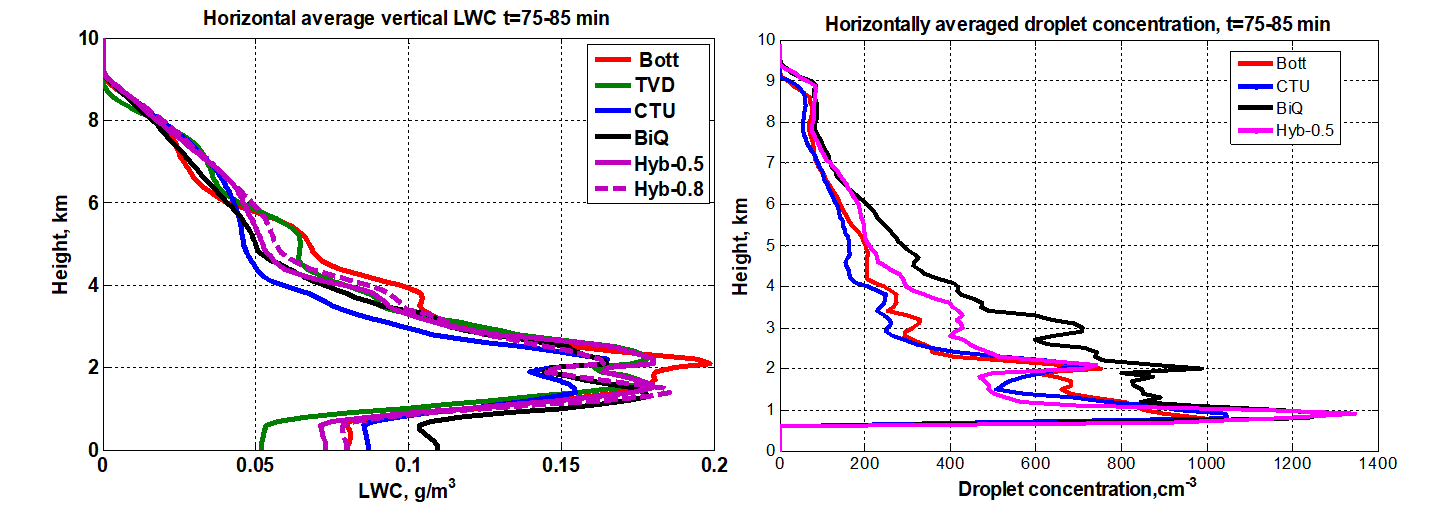 Horizontal average vertical LWC t=75-85 min
10
8
6
4
2
0
Height, km
0
0.05
0.1
0.15
0.2
LWC, g/m³
Bott
TVD
CTU
BiQ
Hyb-0.5
Hyb-0.8
Horizontally averaged droplet concentration, t=75-85 min
10
9
8
7
6
5
4
3
2
1
0
Height, km
0
200
400
600
800
1000
1200
1400
Droplet concentration,cm⁻³
Bott
CTU
BiQ
Hyb-0.5